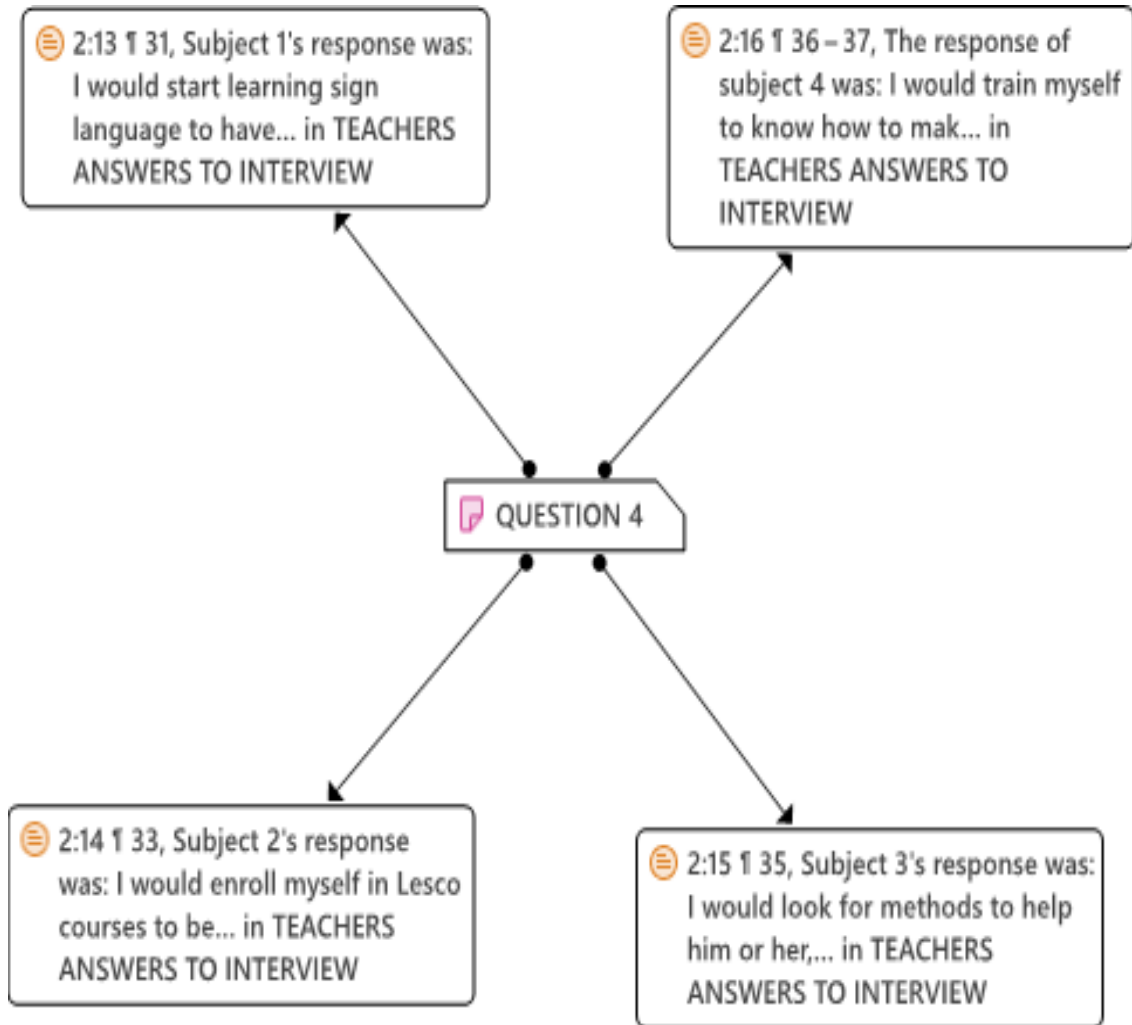 2:13 ¶ 31, Subject 1's response was:
I would start learning sign
language to have... in TEACHERS
ANSWERS TO INTERVIEW
2:16 ¶ 36 – 37, The response of
subject 4 was: I would train myself
to know how to mak... in
TEACHERS ANSWERS TO
INTERVIEW
QUESTION 4
2:14 ¶ 33, Subject 2's response
was: I would enroll myself in Lesco
courses to be... in TEACHERS
ANSWERS TO INTERVIEW
2:15 ¶ 35, Subject 3's response was:
I would look for methods to help
him or her,... in TEACHERS
ANSWERS TO INTERVIEW